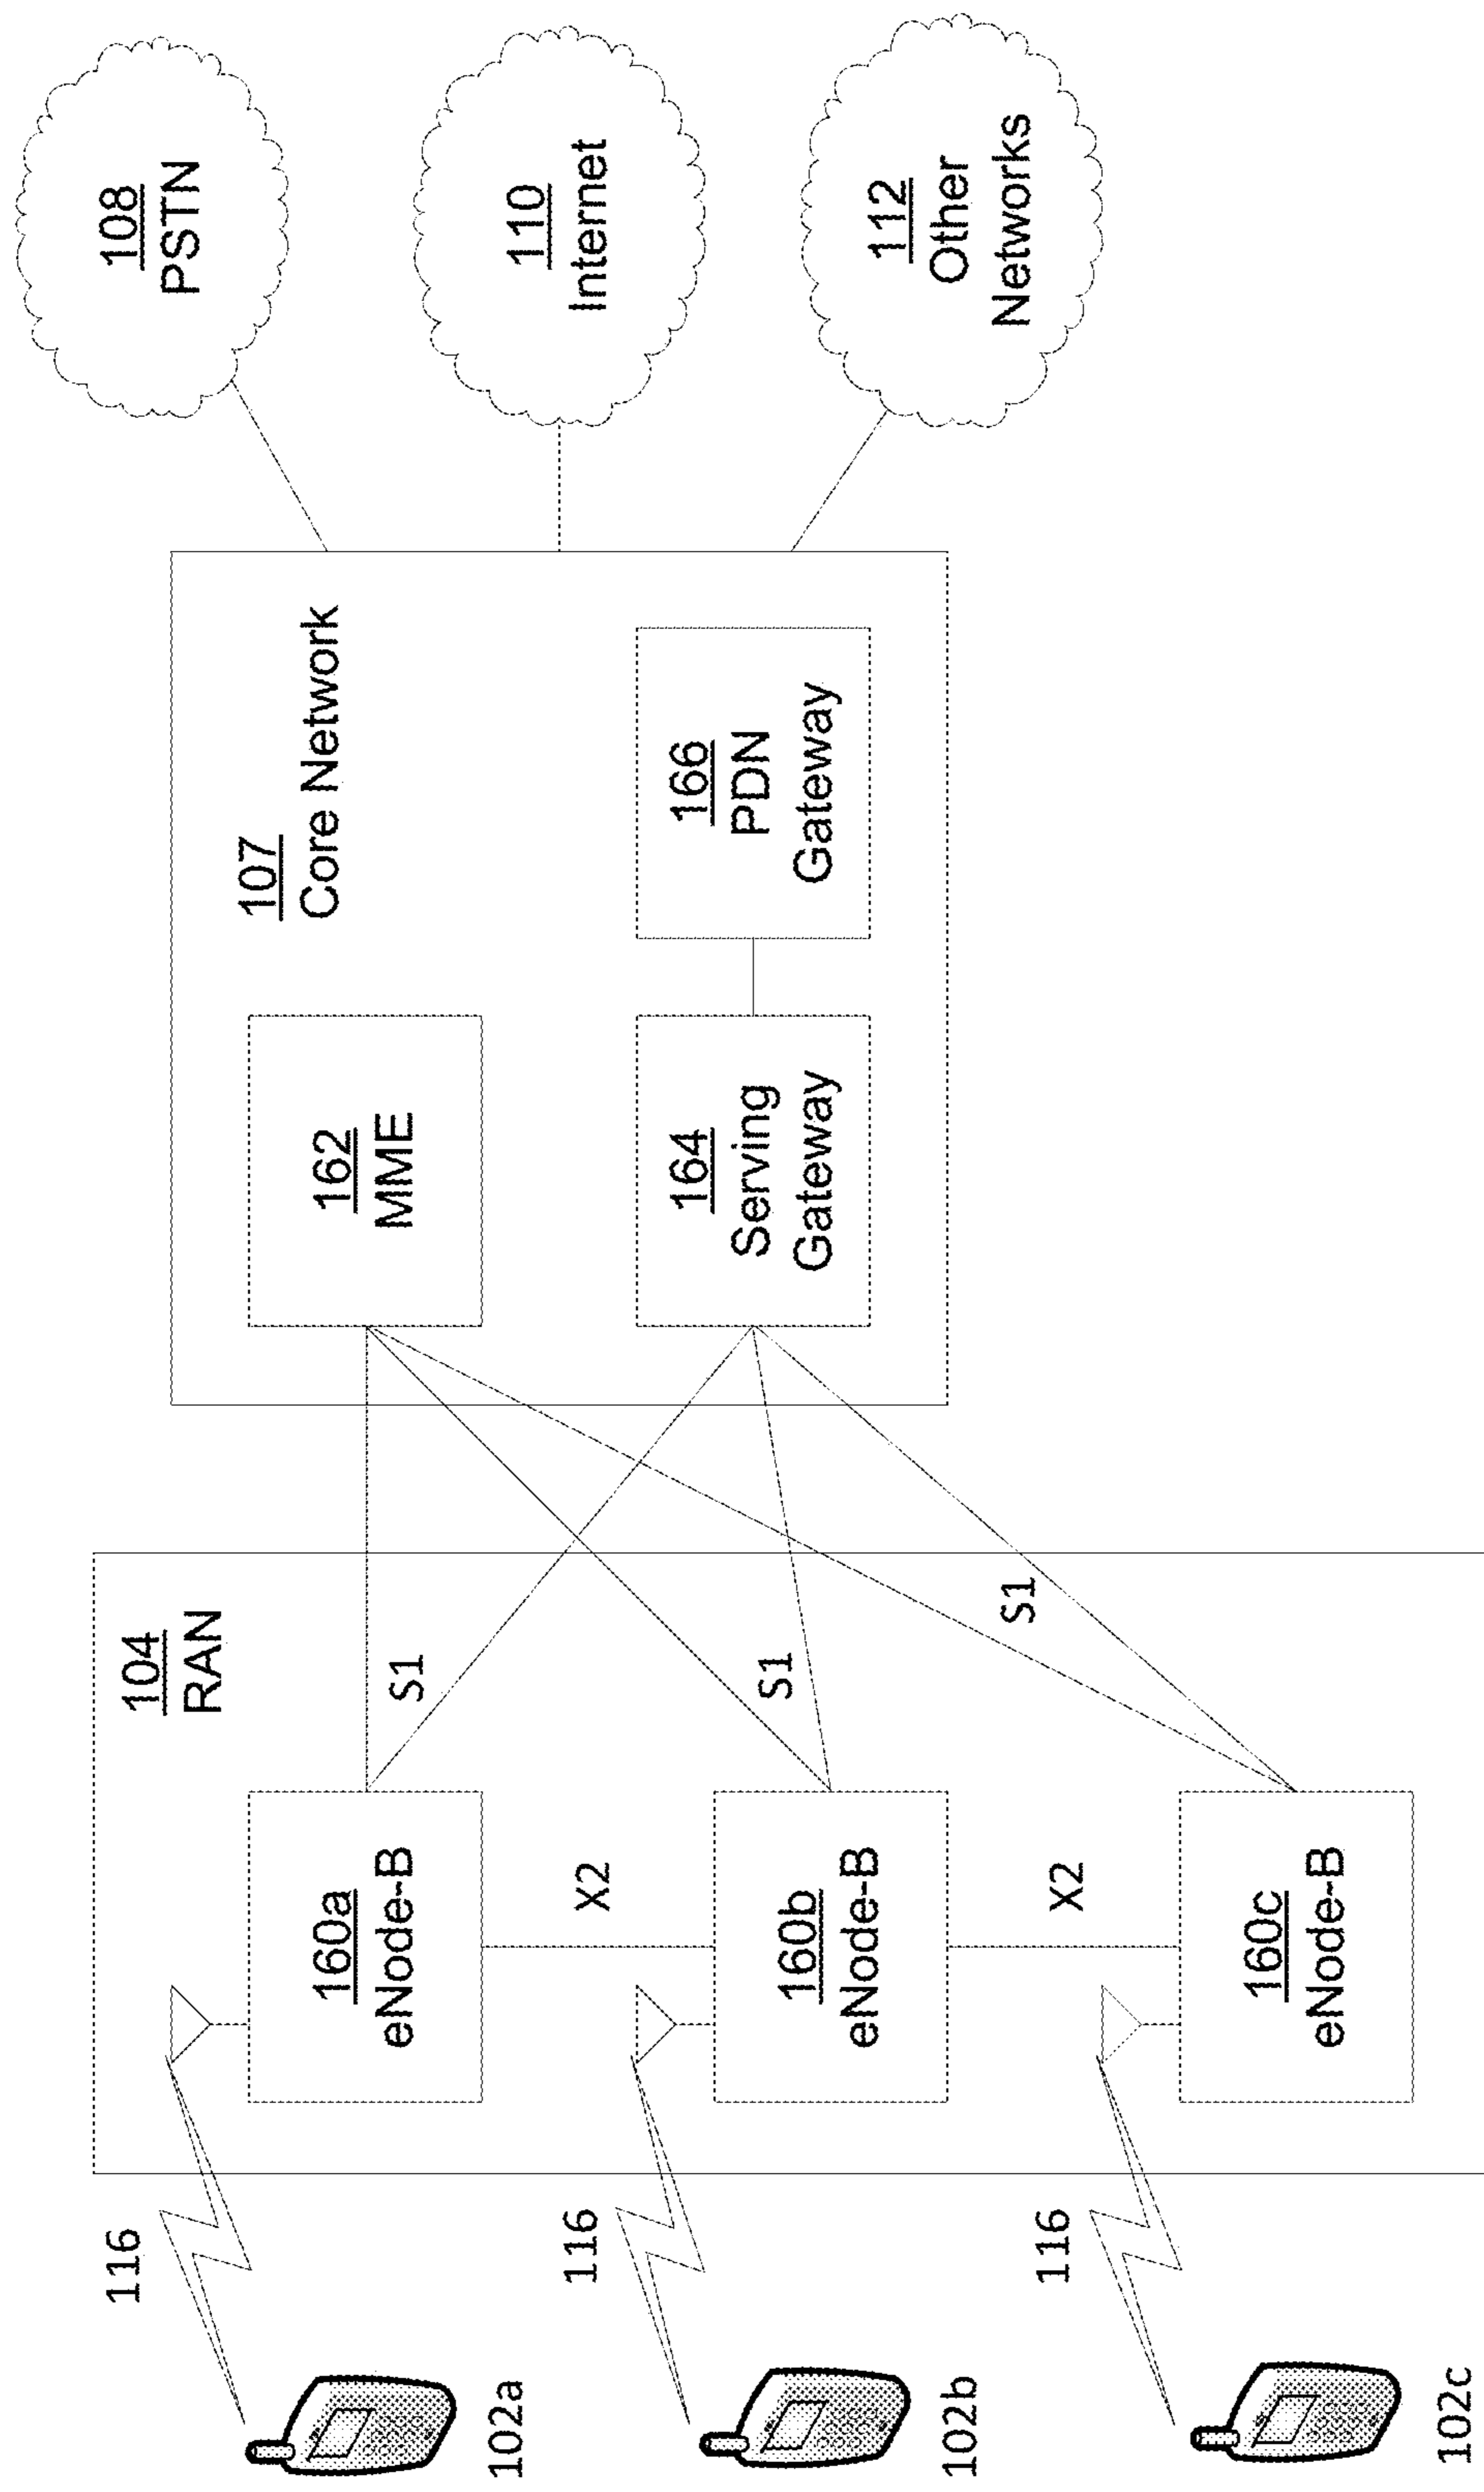 102a
102b
102c
116
116
116
104
RAN
160a
eNode-B
X2
160b
eNode-B
X2
160c
eNode-B
S1
S1
S1
107
Core Network
162
MME
164
Serving
Gateway
166
PDN
Gateway
108
PSTN
110
Internet
112
Other
Networks